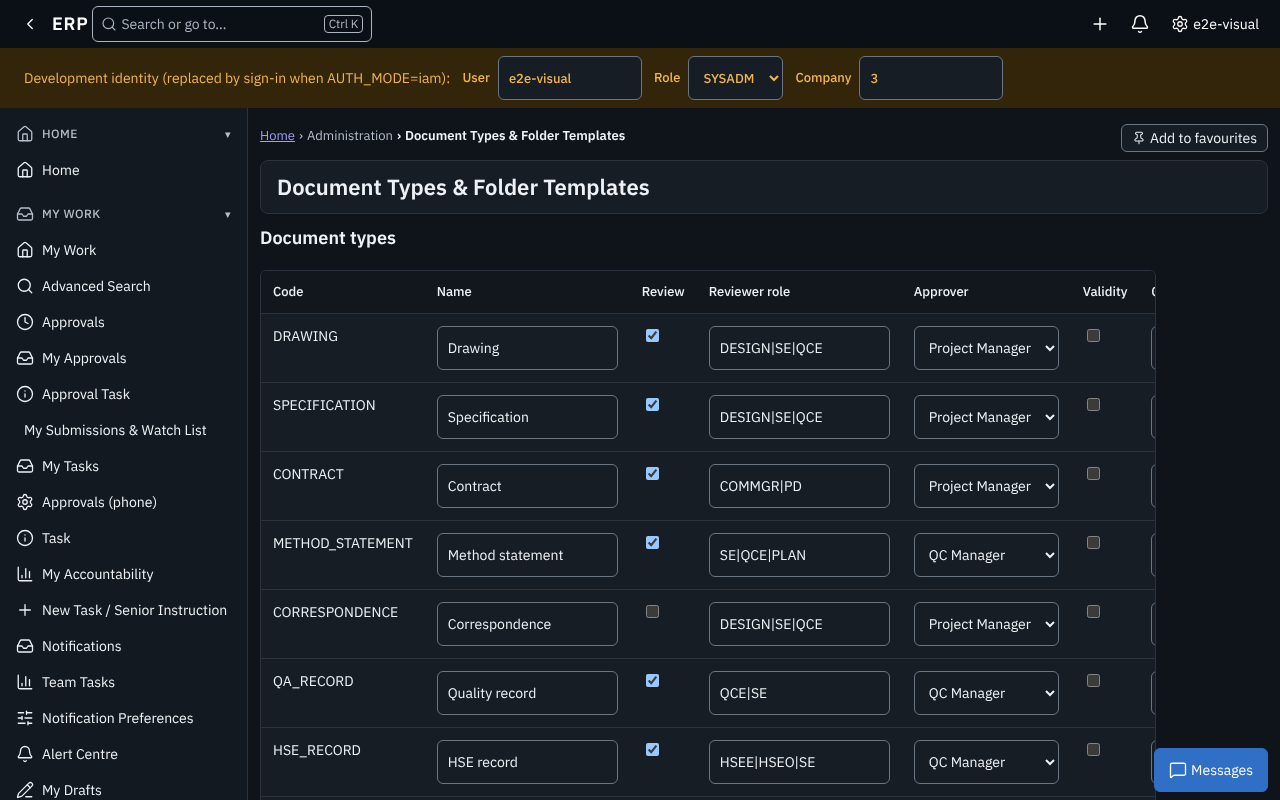 ERP Search or go to... Ctrl K e2e-visual
Development identity (replaced by sign-in when AUTH_MODE=iam): User e2e-visual Role SYSADM Company 3
HOME
Home
MY WORK
My Work
Advanced Search
Approvals
My Approvals
Approval Task
My Submissions & Watch List
My Tasks
Approvals (phone)
Task
My Accountability
New Task / Senior Instruction
Notifications
Team Tasks
Notification Preferences
Alert Centre
My Drafts
Home › Administration › Document Types & Folder Templates
Add to favourites
Document Types & Folder Templates
Document types
Code Name Review Reviewer role Approver Validity
DRAWING Drawing DESIGN|SE|QCE Project Manager
SPECIFICATION Specification DESIGN|SE|QCE Project Manager
CONTRACT Contract COMMGR|PD Project Manager
METHOD_STATEMENT Method statement SE|QCE|PLAN QC Manager
CORRESPONDENCE Correspondence DESIGN|SE|QCE Project Manager
QA_RECORD Quality record QCE|SE QC Manager
HSE_RECORD HSE record HSEE|HSEO|SE QC Manager
Messages